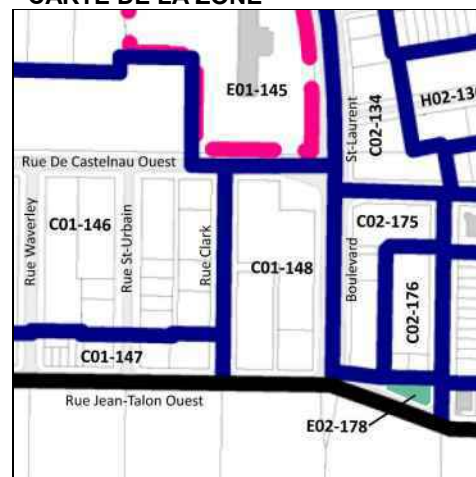 CARTE DE LA ZONE
E01-145
St-Laurent
C02-134
H02-13
Rue De Castelnau Ouest
Rue Waverley
C01-146
Rue St-Urbain
Rue Clark
C01-148
Boulevard
C02-175
C02-176
C01-147
Rue Jean-Talon Ouest
E02-178